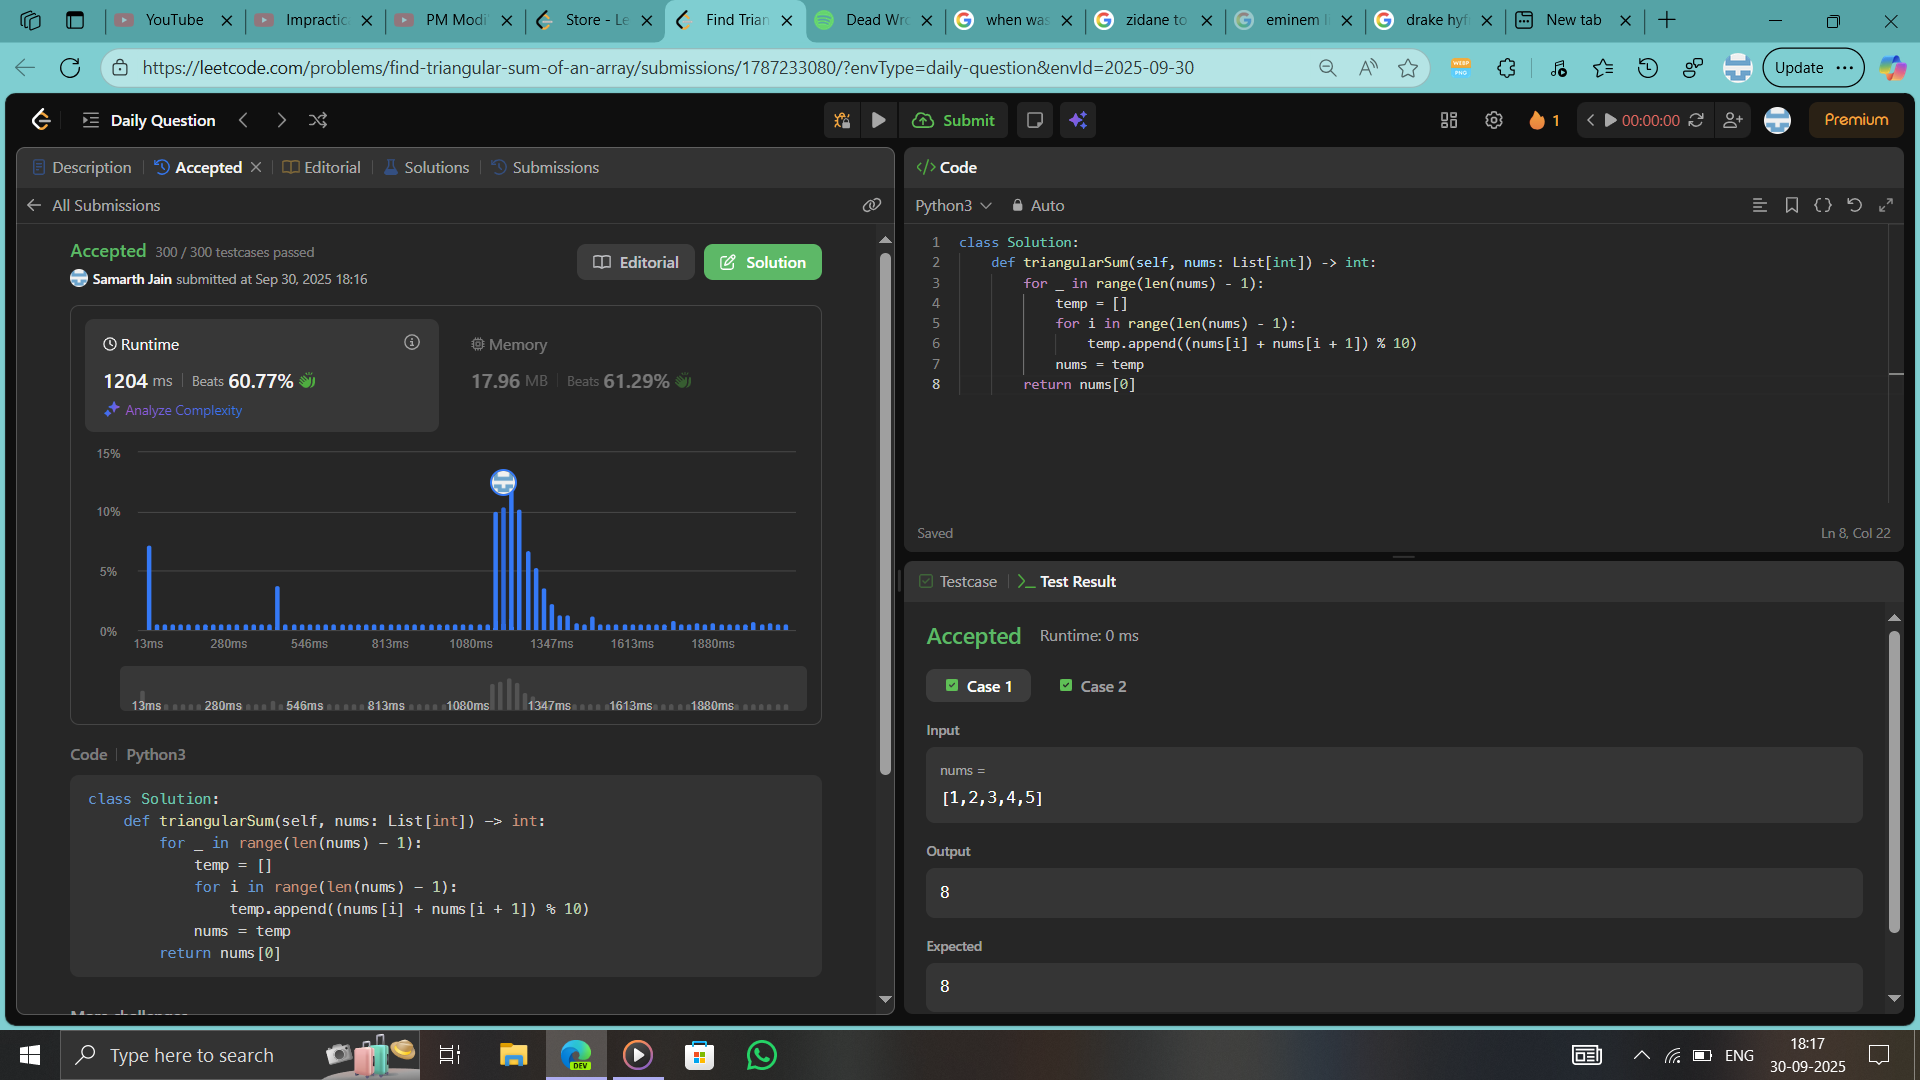 YouTube
Impractica
PM Modi
Store - Le
Find Trian
Dead Wro
when was
zidane to
eminem l
drake hyf
New tab
https://leetcode.com/problems/find-triangular-sum-of-an-array/submissions/1787233080/?envType=daily-question&envId=2025-09-30
Update
Daily Question
Submit
1
00:00:00
Premium
Description
Accepted
Editorial
Solutions
Submissions
All Submissions
Accepted 300 / 300 testcases passed
Samarth Jain submitted at Sep 30, 2025 18:16
Editorial
Solution
Runtime
1204 ms Beats 60.77%
Analyze Complexity
Memory
17.96 MB Beats 61.29%
15%
10%
5%
0%
13ms 280ms 546ms 813ms 1080ms 1347ms 1613ms 1880ms
13ms 280ms 546ms 813ms 1080ms 1347ms 1613ms 1880ms
Code Python3
class Solution:
    def triangularSum(self, nums: List[int]) -> int:
        for _ in range(len(nums) - 1):
            temp = []
            for i in range(len(nums) - 1):
                temp.append((nums[i] + nums[i + 1]) % 10)
            nums = temp
        return nums[0]
More challenges
Code
Python3 Auto
1 class Solution:
2     def triangularSum(self, nums: List[int]) -> int:
3         for _ in range(len(nums) - 1):
4             temp = []
5             for i in range(len(nums) - 1):
6                 temp.append((nums[i] + nums[i + 1]) % 10)
7             nums = temp
8         return nums[0]
Saved Ln 8, Col 22
Testcase
Test Result
Accepted Runtime: 0 ms
Case 1 Case 2
Input
nums =
[1,2,3,4,5]
Output
8
Expected
8
Type here to search
DEV
ENG
18:17
30-09-2025